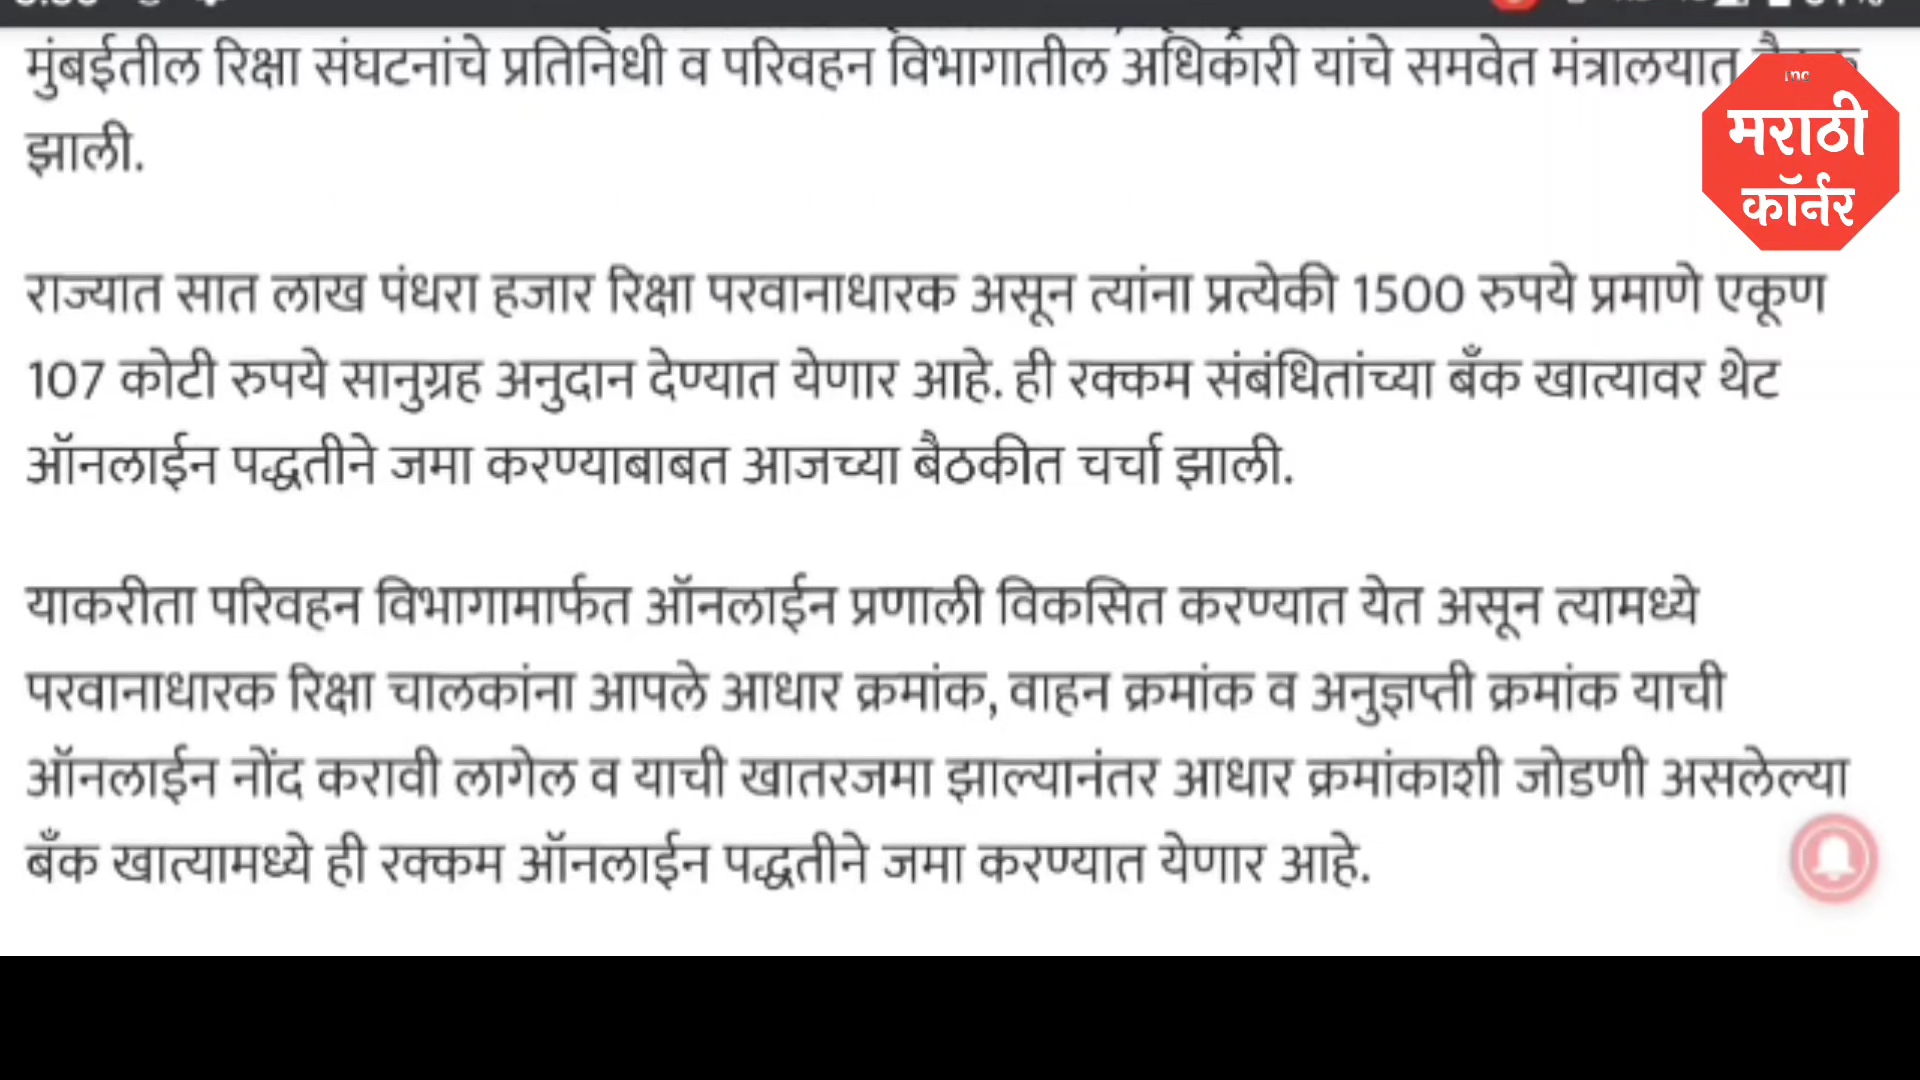 मुंबईतील रिक्षा संघटनांचे प्रतिनिधी व परिवहन विभागातील अधिकारी यांचे समवेत मंत्रालयात
झाली.
मराठी
कॉर्नर
राज्यात सात लाख पंधरा हजार रिक्षा परवानाधारक असून त्यांना प्रत्येकी 1500 रुपये प्रमाणे एकूण
107 कोटी रुपये सानुग्रह अनुदान देण्यात येणार आहे. ही रक्कम संबंधितांच्या बँक खात्यावर थेट
ऑनलाईन पद्धतीने जमा करण्याबाबत आजच्या बैठकीत चर्चा झाली.
याकरीता परिवहन विभागामार्फत ऑनलाईन प्रणाली विकसित करण्यात येत असून त्यामध्ये
परवानाधारक रिक्षा चालकांना आपले आधार क्रमांक, वाहन क्रमांक व अनुज्ञप्ती क्रमांक याची
ऑनलाईन नोंद करावी लागेल व याची खातरजमा झाल्यानंतर आधार क्रमांकाशी जोडणी असलेल्या
बँक खात्यामध्ये ही रक्कम ऑनलाईन पद्धतीने जमा करण्यात येणार आहे.